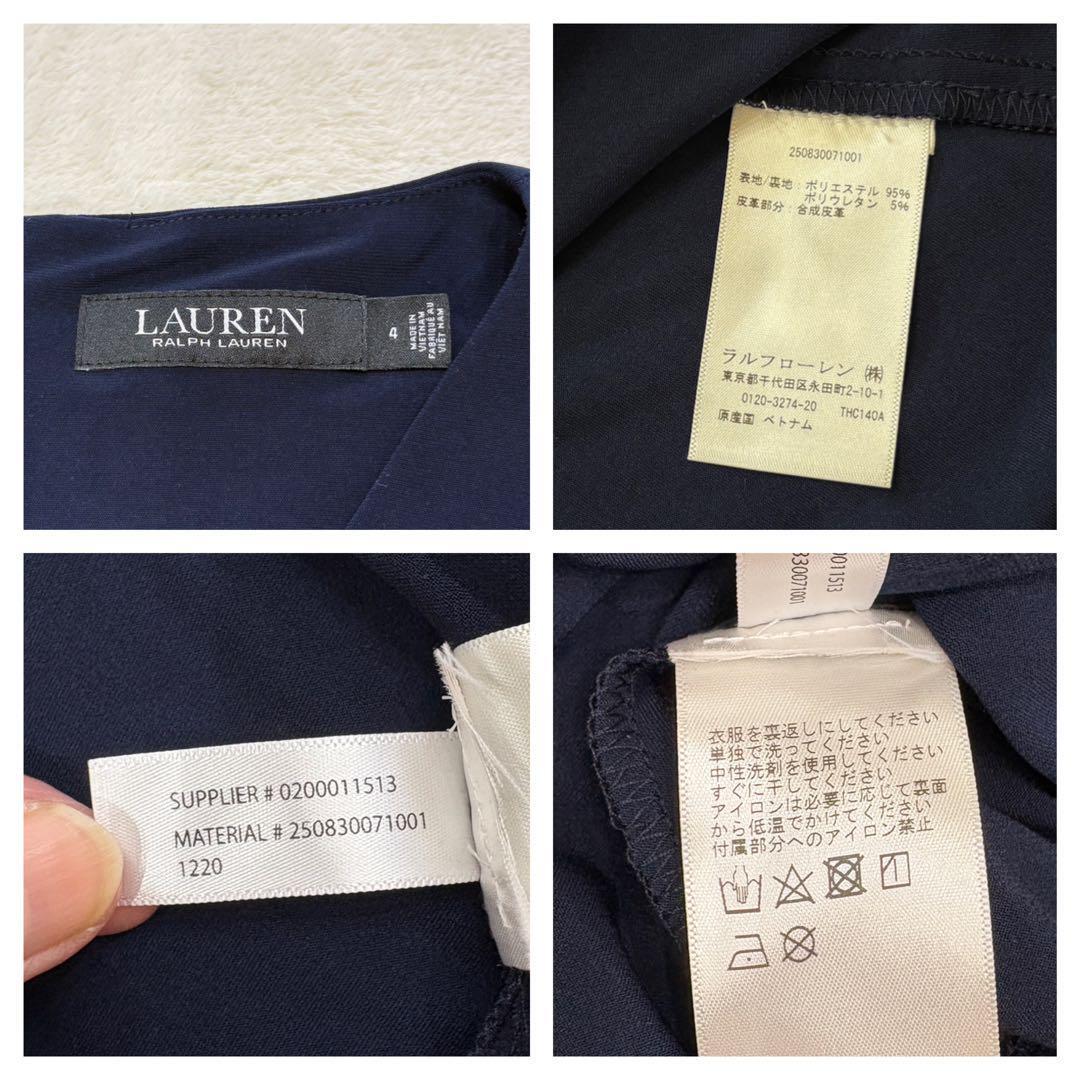 LAUREN
RALPH LAUREN
4
MADE IN
VIETNAM
FABRIQUÉ AU
VIÊT NAM
250830071001
表地/裏地:ポリエステル 95%
ポリウレタン 5%
皮革部分:合成皮革
ラルフローレン ㈱
東京都千代田区永田町2-10-1
0120-3274-20 THC140A
原産国 ベトナム
SUPPLIER # 0200011513
MATERIAL # 250830071001
1220
0011513
830071001
衣服を裏返しにしてください
単独で洗ってください
中性洗剤を使用してください
すぐに干してください
アイロンは必要に応じて裏面
から低温でかけてください
付属部分へのアイロン禁止